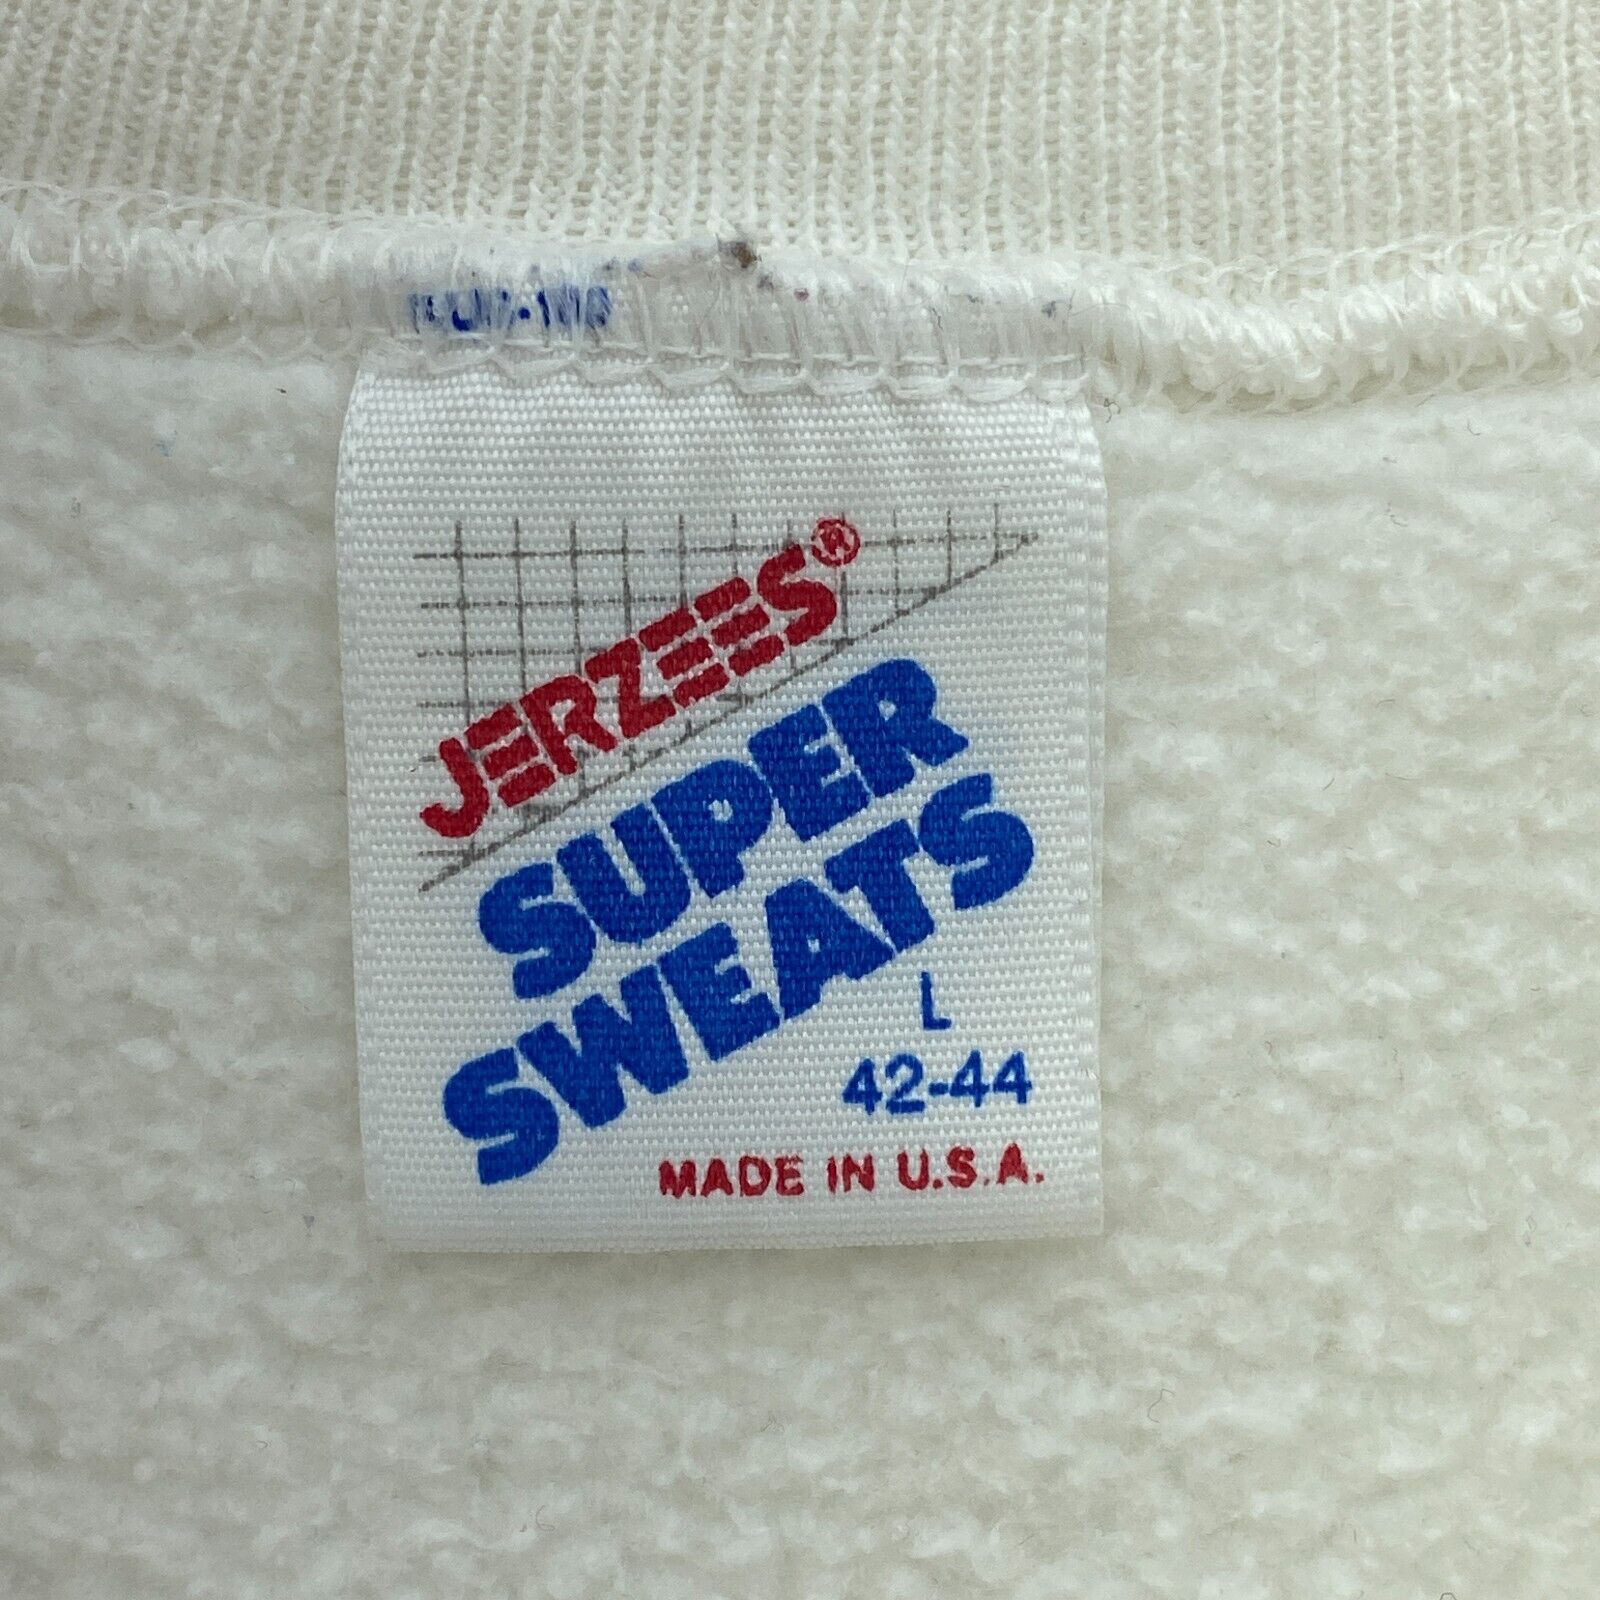 JERZEES®
SUPER
SWEATS
L
42-44
MADE IN U.S.A.